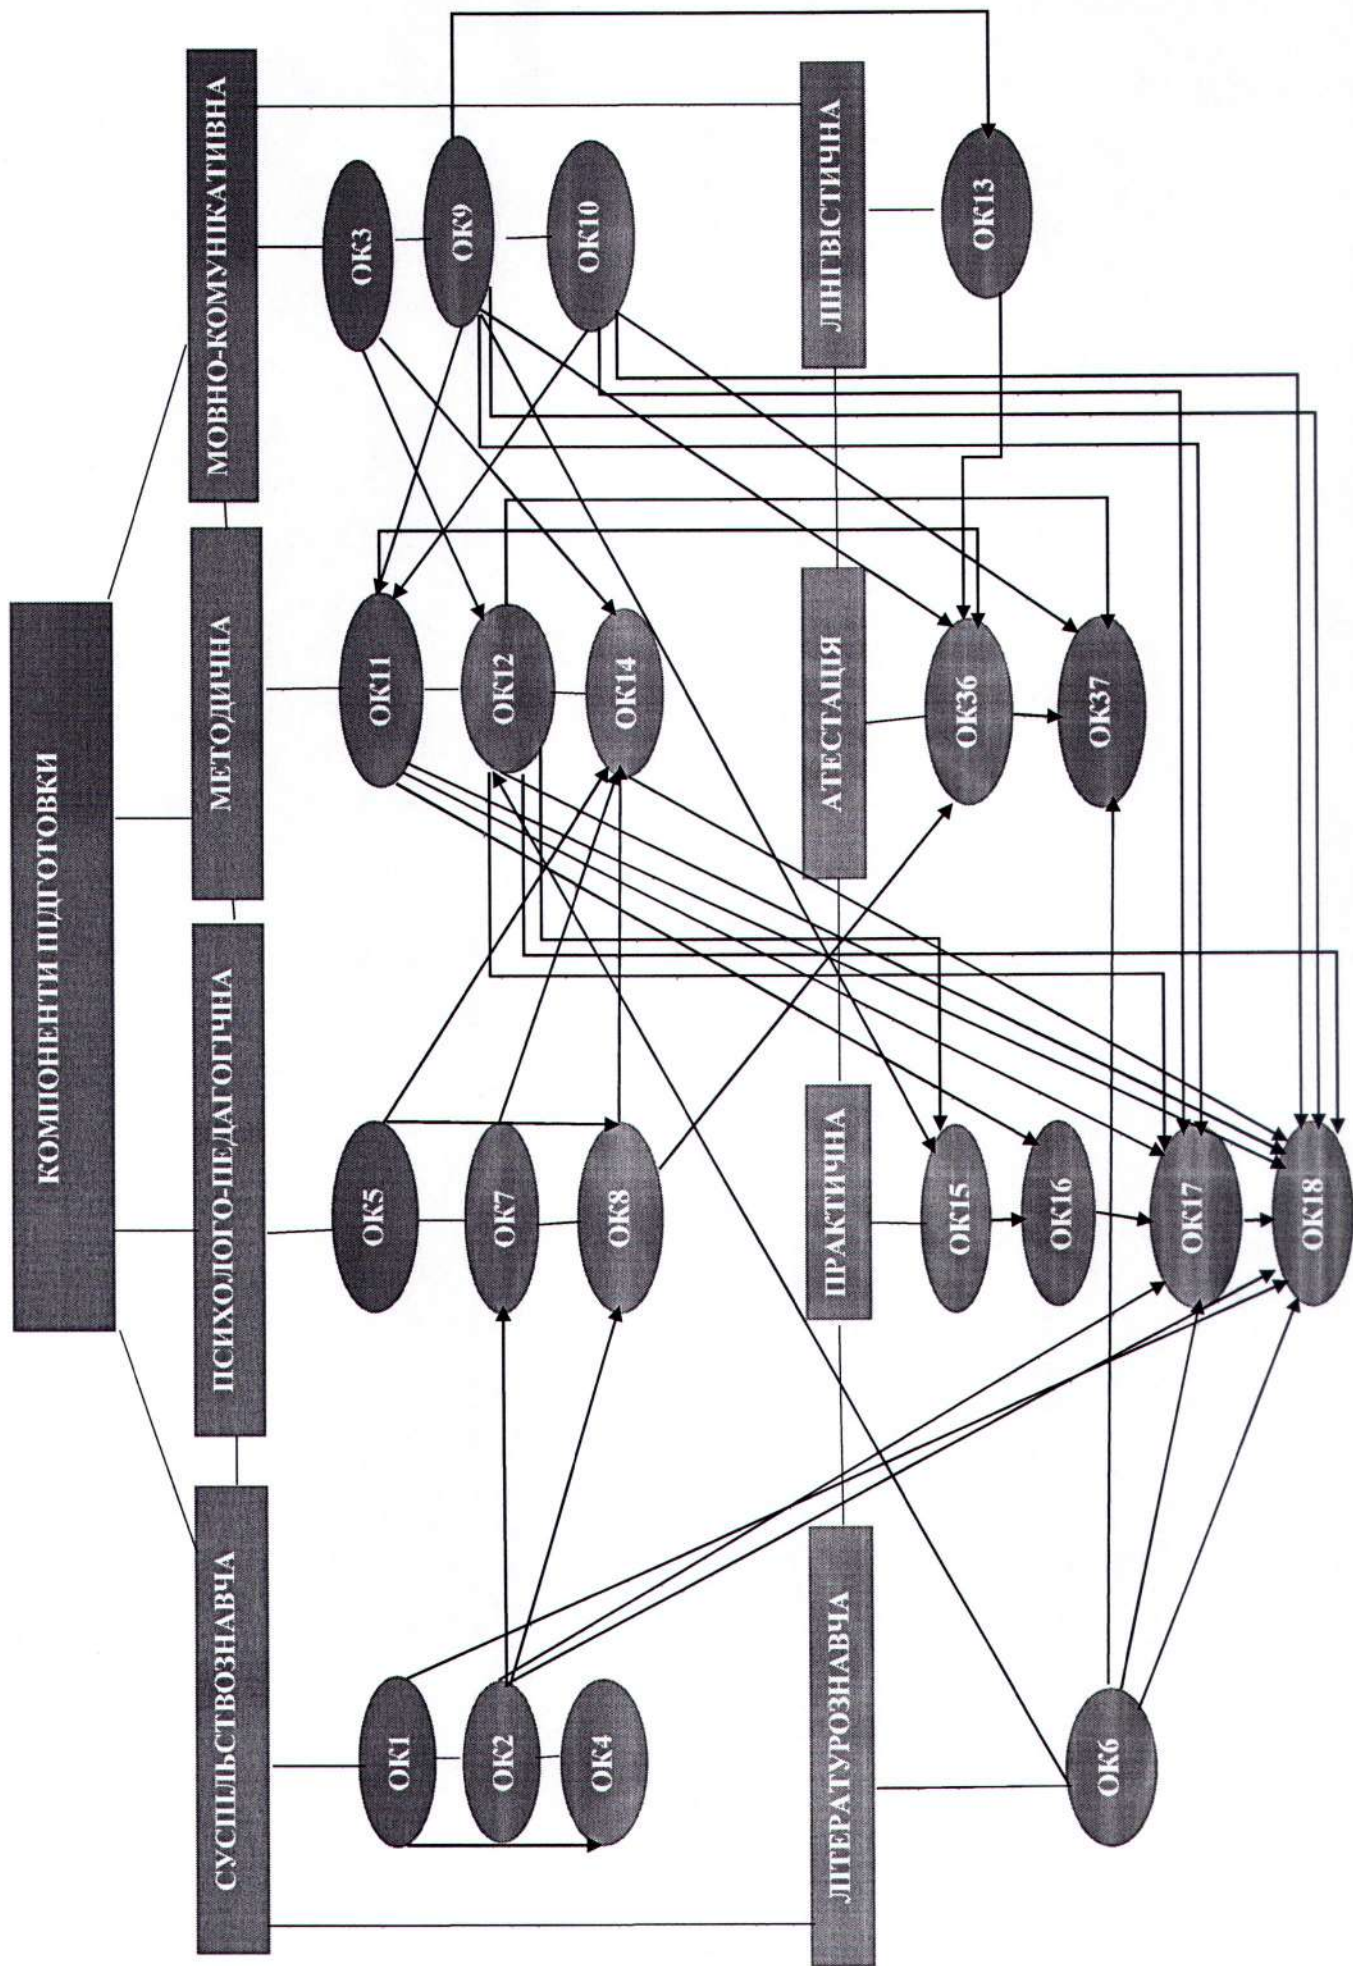 КОМПОНЕНТИ ПІДГОТОВКИ
СУСПІЛЬСТВОЗНАВЧА
ПСИХОЛОГО-ПЕДАГОГІЧНА
МЕТОДИЧНА
МОВНО-КОМУНІКАТИВНА
ОК1
ОК5
ОК11
ОК3
ОК2
ОК7
ОК12
ОК9
ОК4
ОК8
ОК14
ОК10
ЛІТЕРАТУРОЗНАВЧА
ПРАКТИЧНА
АТЕСТАЦІЯ
ЛІНГВІСТИЧНА
ОК15
ОК36
ОК13
ОК16
ОК6
ОК37
ОК17
ОК18